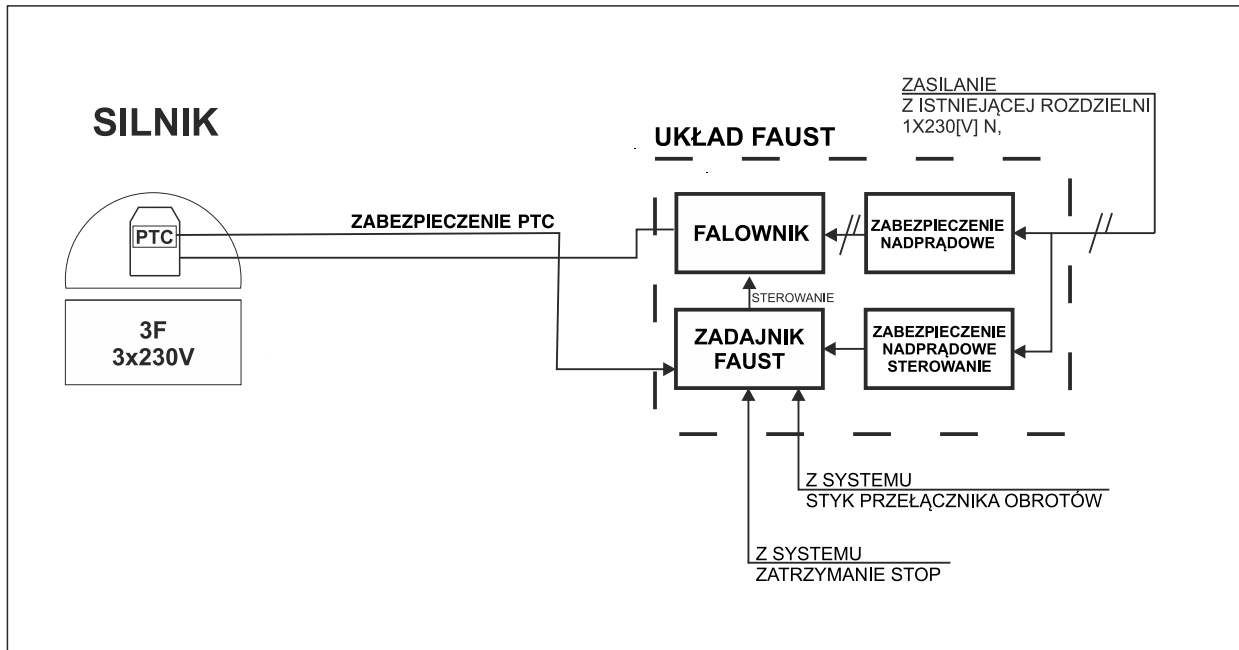 ZASILANIE
Z ISTNIEJĄCEJ ROZDZIELNI
1X230[V] N,
SILNIK
UKŁAD FAUST
PTC
ZABEZPIECZENIE PTC
FALOWNIK
ZABEZPIECZENIE
NADPRĄDOWE
STEROWANIE
3F
3x230V
ZADAJNIK
FAUST
ZABEZPIECZENIE
NADPRĄDOWE
STEROWANIE
Z SYSTEMU
STYK PRZEŁĄCZNIKA OBROTÓW
Z SYSTEMU
ZATRZYMANIE STOP